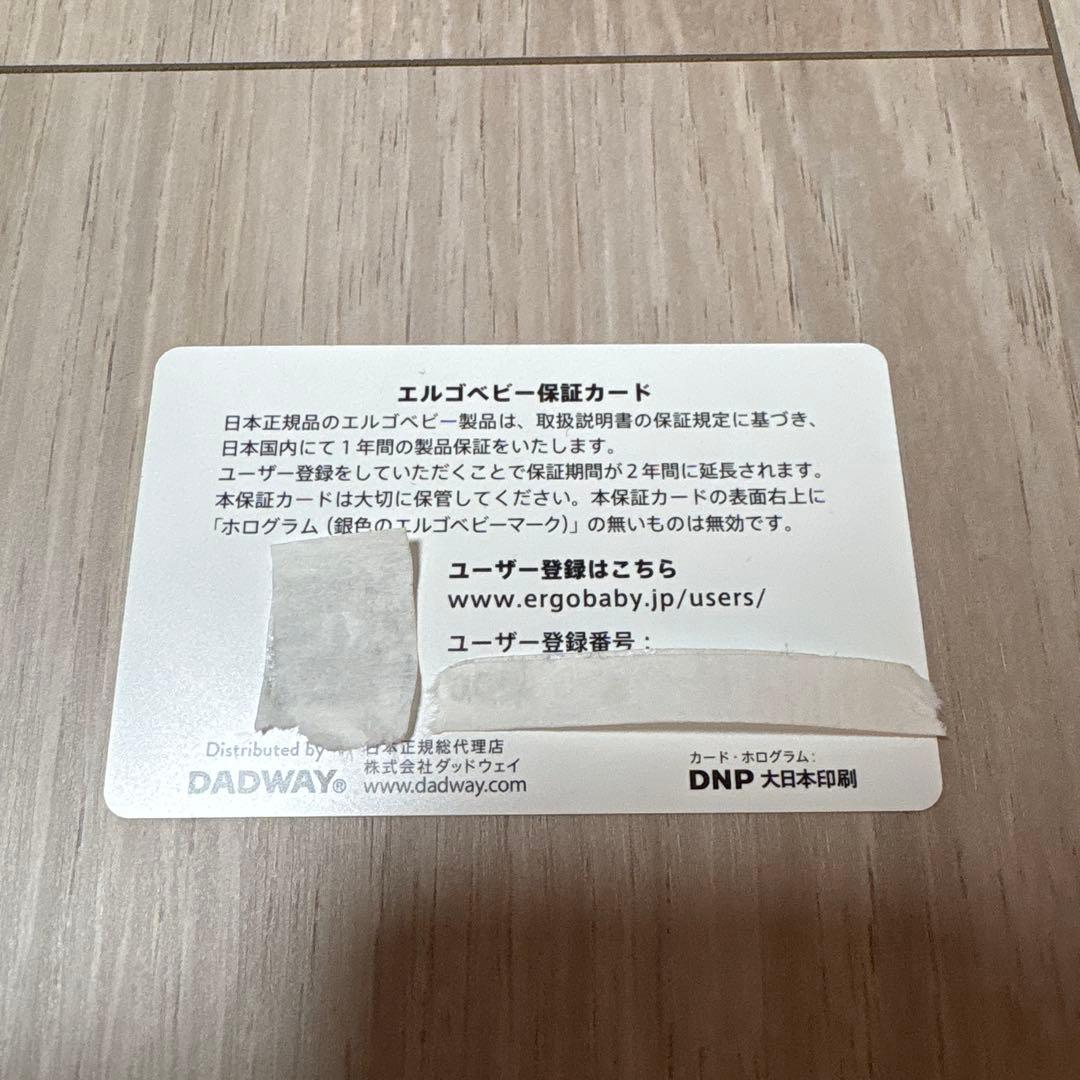 エルゴベビー保証カード
日本正規品のエルゴベビー製品は、取扱説明書の保証規定に基づき、
日本国内にて１年間の製品保証をいたします。
ユーザー登録をしていただくことで保証期間が２年間に延長されます。
本保証カードは大切に保管してください。本保証カードの表面右上に
「ホログラム（銀色のエルゴベビーマーク）」の無いものは無効です。
ユーザー登録はこちら
www.ergobaby.jp/users/
ユーザー登録番号：
Distributed by
DADWAY®
日本正規総代理店
株式会社ダッドウェイ
www.dadway.com
カード・ホログラム：
DNP 大日本印刷